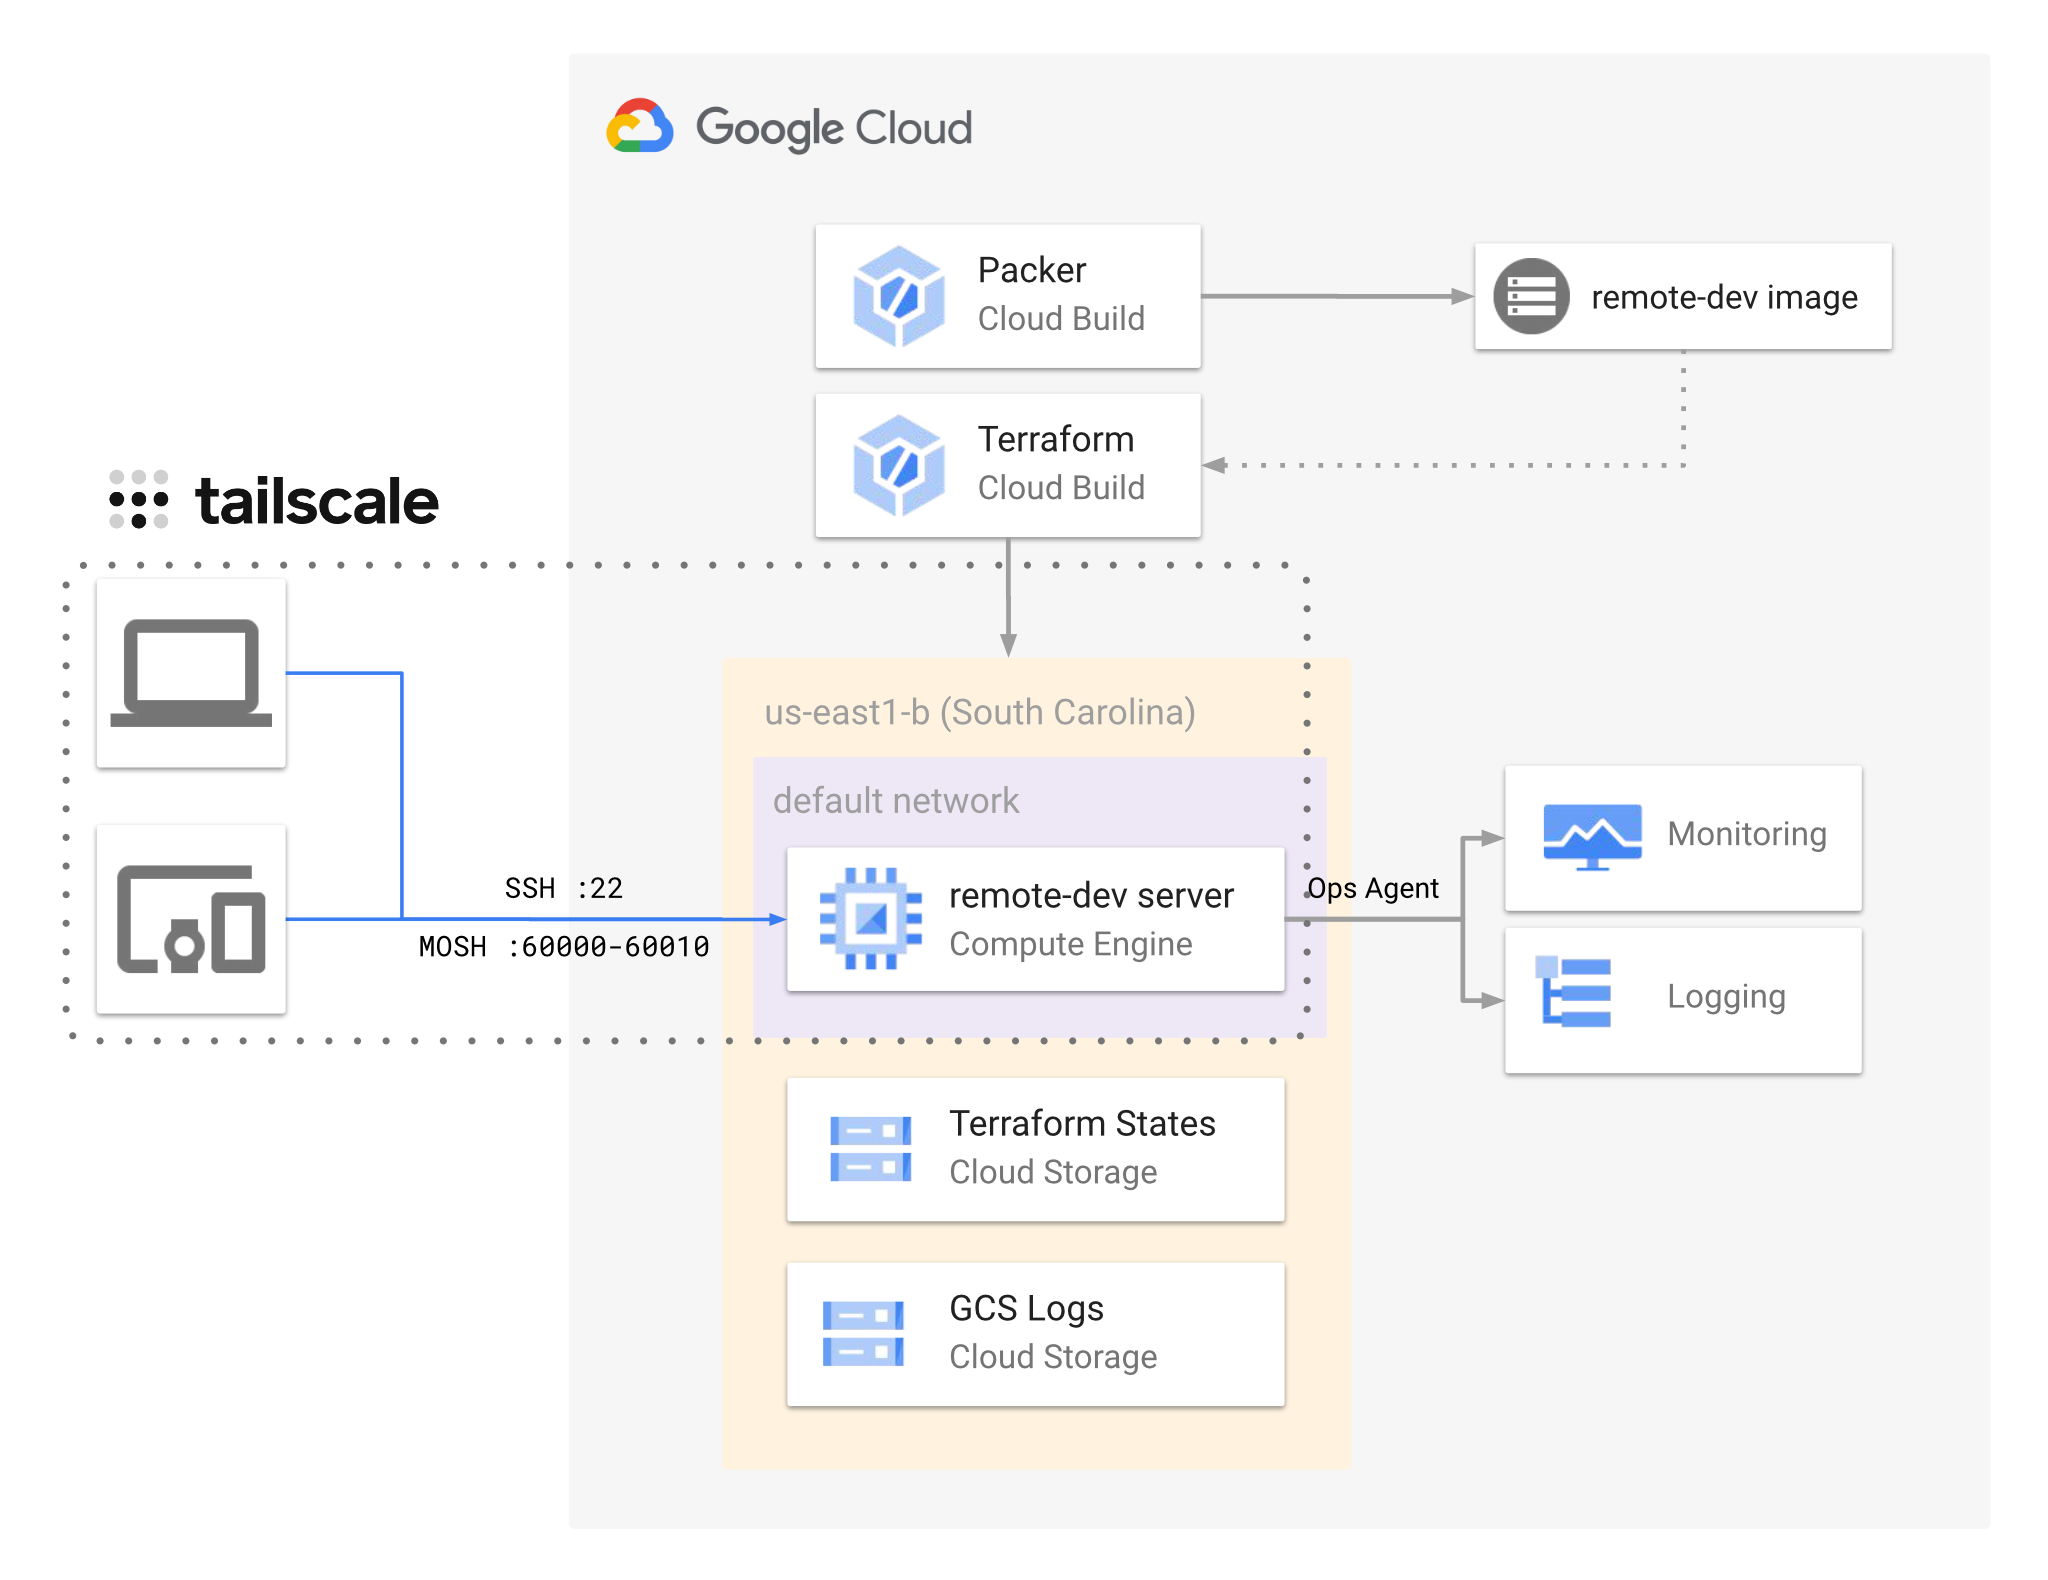 Google Cloud
Packer
Cloud Build
remote-dev image
Terraform
Cloud Build
tailscale
us-east1-b (South Carolina)
default network
SSH :22
MOSH :60000-60010
remote-dev server
Compute Engine
Ops Agent
Monitoring
Logging
Terraform States
Cloud Storage
GCS Logs
Cloud Storage